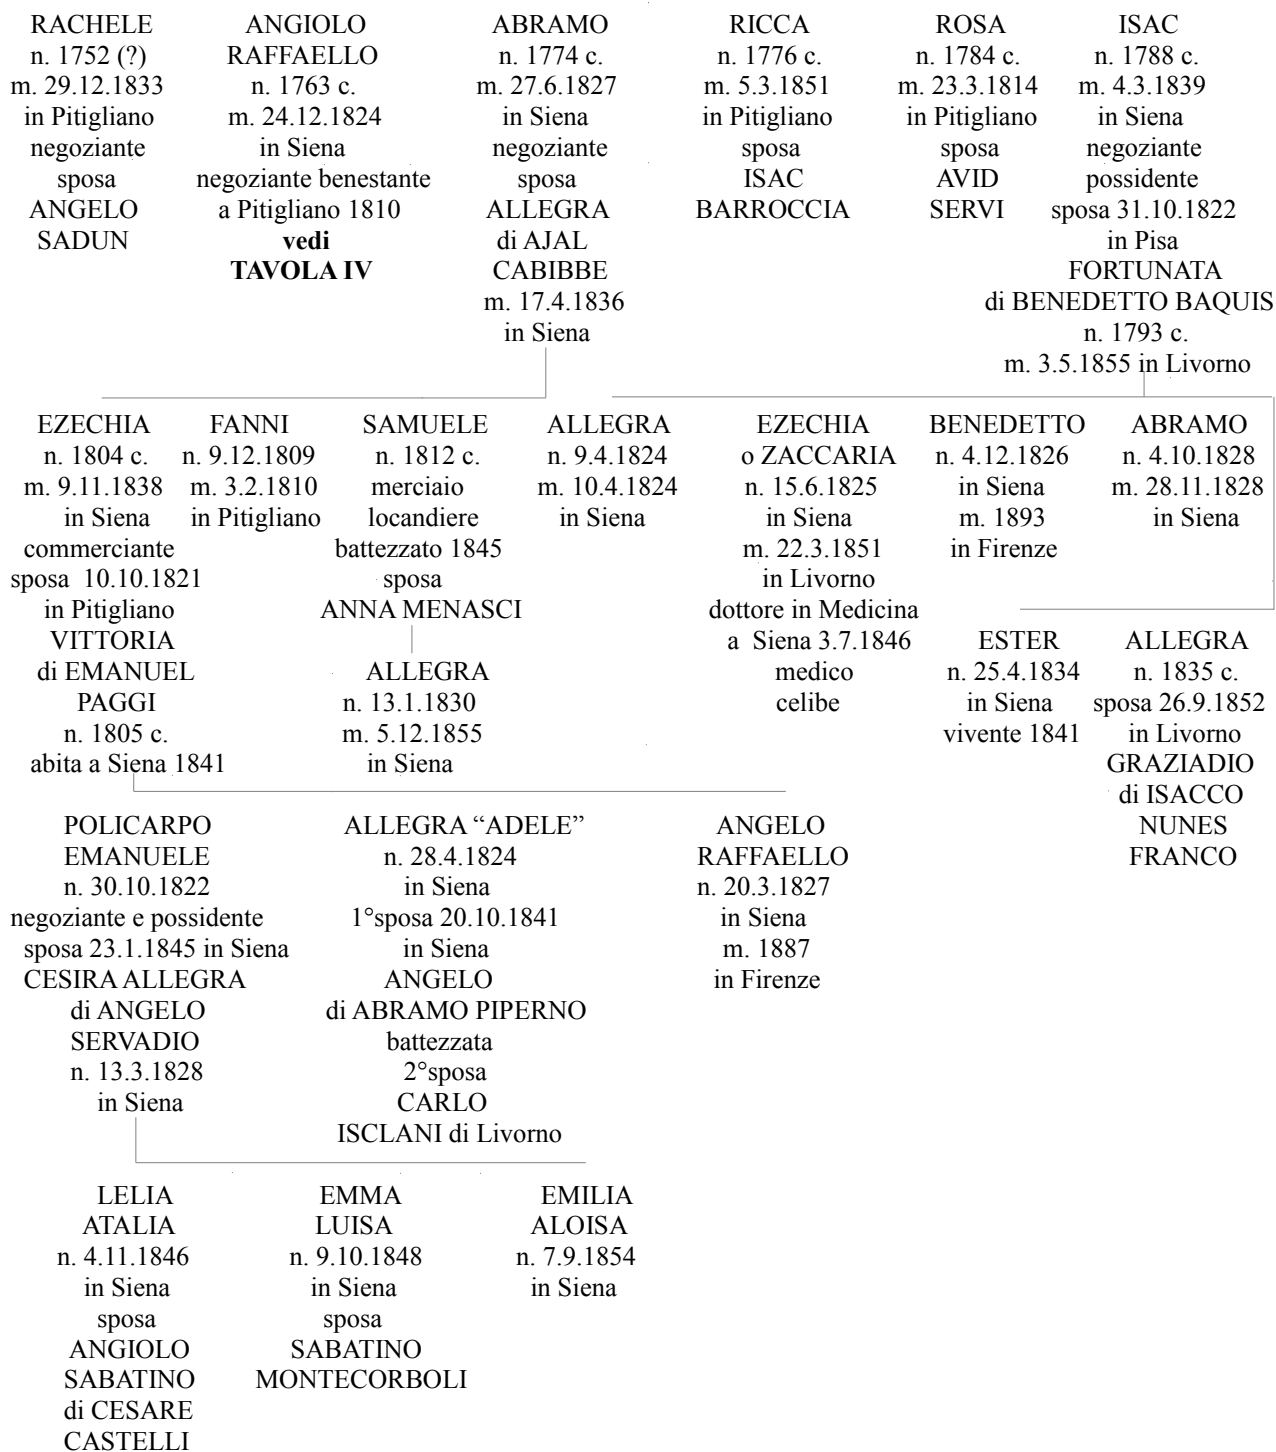 RACHELE
n. 1752 (?)
m. 29.12.1833
in Pitigliano
negoziante
sposa
ANGELO
SADUN
ANGIOLO
RAFFAELLO
n. 1763 c.
m. 24.12.1824
in Siena
negoziante benestante
a Pitigliano 1810
vedi
TAVOLA IV
ABRAMO
n. 1774 c.
m. 27.6.1827
in Siena
negoziante
sposa
ALLEGRA
di AJAL
CABIBBE
m. 17.4.1836
in Siena
RICCA
n. 1776 c.
m. 5.3.1851
in Pitigliano
sposa
ISAC
BARROCCIA
ROSA
n. 1784 c.
m. 23.3.1814
in Pitigliano
sposa
AVID
SERVI
ISAC
n. 1788 c.
m. 4.3.1839
in Siena
negoziante
possidente
sposa 31.10.1822
in Pisa
FORTUNATA
di BENEDETTO BAQUIS
n. 1793 c.
m. 3.5.1855 in Livorno
EZECHIA
n. 1804 c.
m. 9.11.1838
in Siena
commerciante
sposa 10.10.1821
in Pitigliano
VITTORIA
di EMANUEL
PAGGI
n. 1805 c.
abita a Siena 1841
FANNI
n. 9.12.1809
m. 3.2.1810
in Pitigliano
SAMUELE
n. 1812 c.
merciaio
locandiere
battezzato 1845
sposa
ANNA MENASCI
ALLEGRA
n. 13.1.1830
m. 5.12.1855
in Siena
ALLEGRA
n. 9.4.1824
m. 10.4.1824
in Siena
EZECHIA
o ZACCARIA
n. 15.6.1825
in Siena
m. 22.3.1851
in Livorno
dottore in Medicina
a Siena 3.7.1846
medico
celibe
BENEDETTO
n. 4.12.1826
in Siena
m. 1893
in Firenze
ABRAMO
n. 4.10.1828
m. 28.11.1828
in Siena
ESTER
n. 25.4.1834
in Siena
vivente 1841
ALLEGRA
n. 1835 c.
sposa 26.9.1852
in Livorno
GRAZIADIO
di ISACCO
NUNES
FRANCO
POLICARPO
EMANUELE
n. 30.10.1822
negoziante e possidente
sposa 23.1.1845 in Siena
CESIRA ALLEGRA
di ANGELO
SERVADIO
n. 13.3.1828
in Siena
ALLEGRA “ADELE”
n. 28.4.1824
in Siena
1°sposa 20.10.1841
in Siena
ANGELO
di ABRAMO PIPERNO
battezzata
2°sposa
CARLO
ISCLANI di Livorno
ANGELO
RAFFAELLO
n. 20.3.1827
in Siena
m. 1887
in Firenze
LELIA
ATALIA
n. 4.11.1846
in Siena
sposa
ANGIOLO
SABATINO
di CESARE
CASTELLI
EMMA
LUISA
n. 9.10.1848
in Siena
sposa
SABATINO
MONTECORBOLI
EMILIA
ALOISA
n. 7.9.1854
in Siena